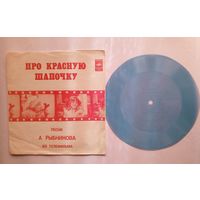 ПРО КРАСНУЮ
ШАПОЧКУ
ПЕСНИ
А. РЫБНИКОВА
ИЗ ТЕЛЕФИЛЬМА